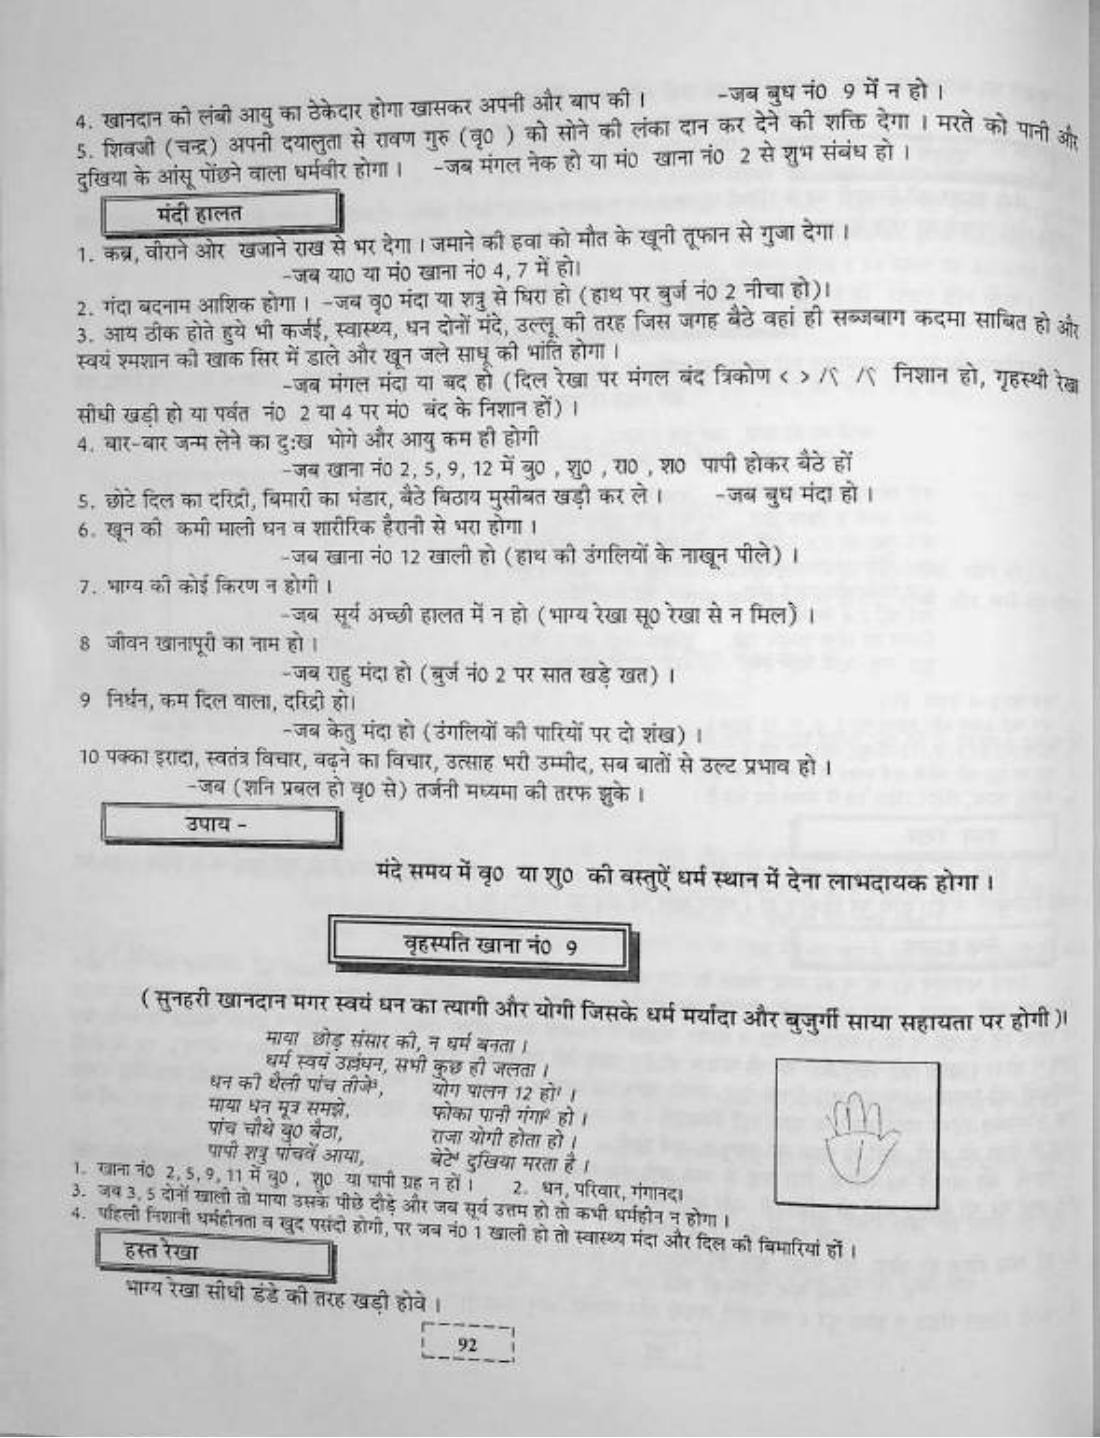 4. खानदान की लंबी आयु का ठेकेदार होगा खासकर अपनी और बाप की । -जब बुध नं0 9 में न हो ।
5. शिवजी (चन्द्र) अपनी दयालुता से रावण गुरु (वृ0 ) को सोने की लंका दान कर देने की शक्ति देगा । मरते को पानी और
दुखिया के आंसू पोंछने वाला धर्मवीर होगा । -जब मंगल नेक हो या मं0 खाना नं0 2 से शुभ संबंध हो ।
मंदी हालत
1. कब्र, वीराने ओर खजाने राख से भर देगा । जमाने की हवा को मौत के खूनी तूफान से गुजा देगा ।
-जब या0 या मं0 खाना नं0 4, 7 में हो।
2. गंदा बदनाम आशिक होगा । -जब वृ0 मंदा या शत्रु से घिरा हो (हाथ पर बुर्ज नं0 2 नीचा हो)।
3. आय ठीक होते हुये भी कर्जई, स्वास्थ्य, धन दोनों मंदे, उल्लू की तरह जिस जगह बैठे वहां ही सब्जबाग कदमा साबित हो और
स्वयं श्मशान की खाक सिर में डाले और खून जले साधू की भांति होगा ।
-जब मंगल मंदा या बद हो (दिल रेखा पर मंगल बंद त्रिकोण < > निशान हो, गृहस्थी रेखा
सीधी खड़ी हो या पर्वत नं0 2 या 4 पर मं0 बंद के निशान हों) ।
4. बार-बार जन्म लेने का दु:ख भोगे और आयु कम ही होगी
-जब खाना नं0 2, 5, 9, 12 में बु0 , शु0 , रा0 , श0 पापी होकर बैठे हों
5. छोटे दिल का दरिद्री, बिमारी का भंडार, बैठे बिठाय मुसीबत खड़ी कर ले । -जब बुध मंदा हो ।
6. खून की कमी माली धन व शारीरिक हैरानी से भरा होगा ।
-जब खाना नं0 12 खाली हो (हाथ की उंगलियों के नाखून पीले) ।
7. भाग्य की कोई किरण न होगी ।
-जब सूर्य अच्छी हालत में न हो (भाग्य रेखा सू0 रेखा से न मिले) ।
8 जीवन खानापूरी का नाम हो ।
-जब राहु मंदा हो (बुर्ज नं0 2 पर सात खड़े खत) ।
9 निर्धन, कम दिल वाला, दरिद्री हो।
-जब केतु मंदा हो (उंगलियों की पारियों पर दो शंख) ।
10 पक्का इरादा, स्वतंत्र विचार, वढ़ने का विचार, उत्साह भरी उम्मीद, सब बातों से उल्ट प्रभाव हो ।
-जब (शनि प्रबल हो वृ0 से) तर्जनी मध्यमा की तरफ झुके ।
उपाय -
मंदे समय में वृ0 या शु0 की वस्तुऐं धर्म स्थान में देना लाभदायक होगा ।
वृहस्पति खाना नं0 9
(सुनहरी खानदान मगर स्वयं धन का त्यागी और योगी जिसके धर्म मर्यादा और बुजुर्गी साया सहायता पर होगी )।
माया छोड़ संसार की, न धर्म बनता ।
धर्म स्वयं उल्लंघन, सभी कुछ ही जलता ।
धन की थैली पांच तीजे³, योग पालन 12 हो¹ ।
माया धन मूत्र समझे, फोका पानी गंगा² हो ।
पांच चौथे बु0 बैठा, राजा योगी होता हो ।
पापी शत्रु पांचवें आया, बेटे⁴ दुखिया मरता है ।
1. खाना नं0 2, 5, 9, 11 में बु0 , शु0 या पापी ग्रह न हों । 2. धन, परिवार, गंगानद।
3. जब 3, 5 दोनों खाली तो माया उसके पीछे दौड़े और जब सूर्य उत्तम हो तो कभी धर्महीन न होगा ।
4. पहिली निशानी धर्महीनता व खुद पसंदी होगी, पर जब नं0 1 खाली हो तो स्वास्थ्य मंदा और दिल की बिमारियां हों ।
हस्त रेखा
भाग्य रेखा सीधी डंडे की तरह खड़ी होवे ।
92